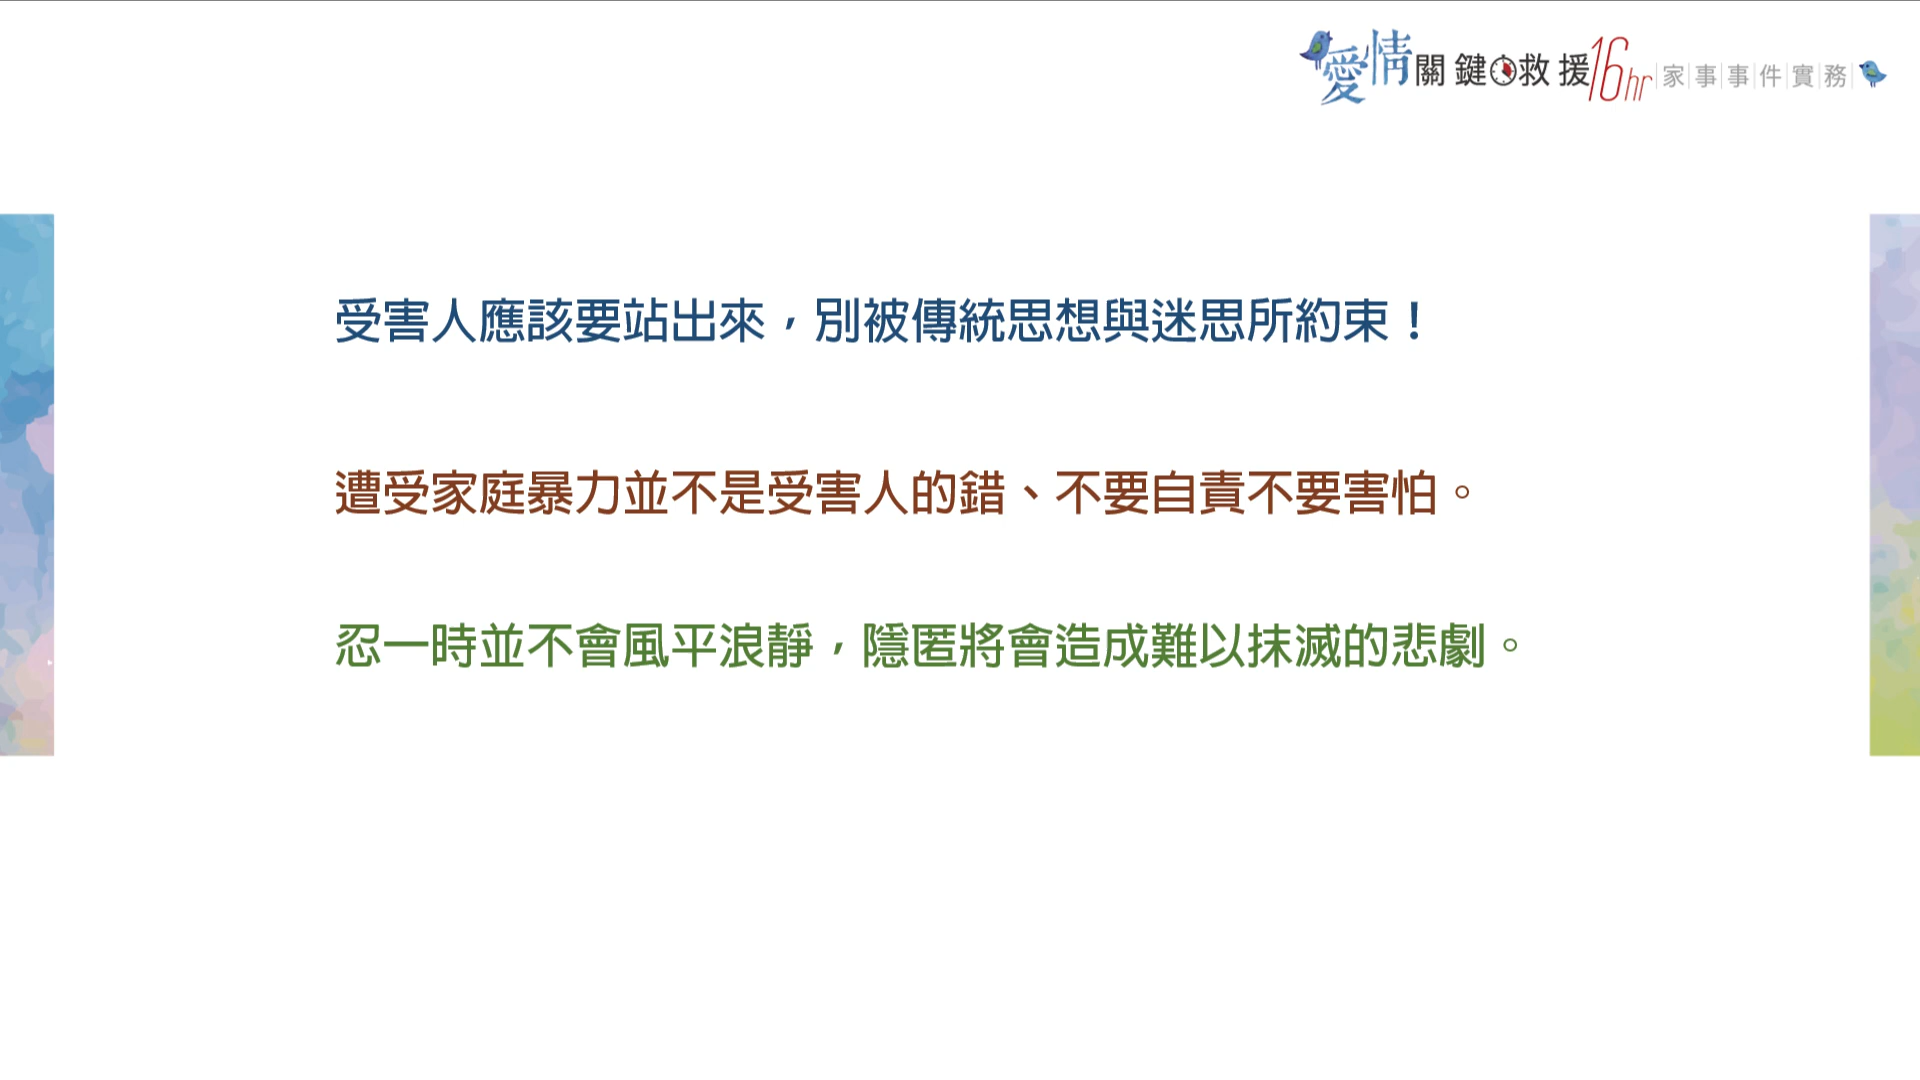 愛情關鍵救援16hr家事事件實務
受害人應該要站出來，別被傳統思想與迷思所約束！
遭受家庭暴力並不是受害人的錯、不要自責不要害怕。
忍一時並不會風平浪靜，隱匿將會造成難以抹滅的悲劇。